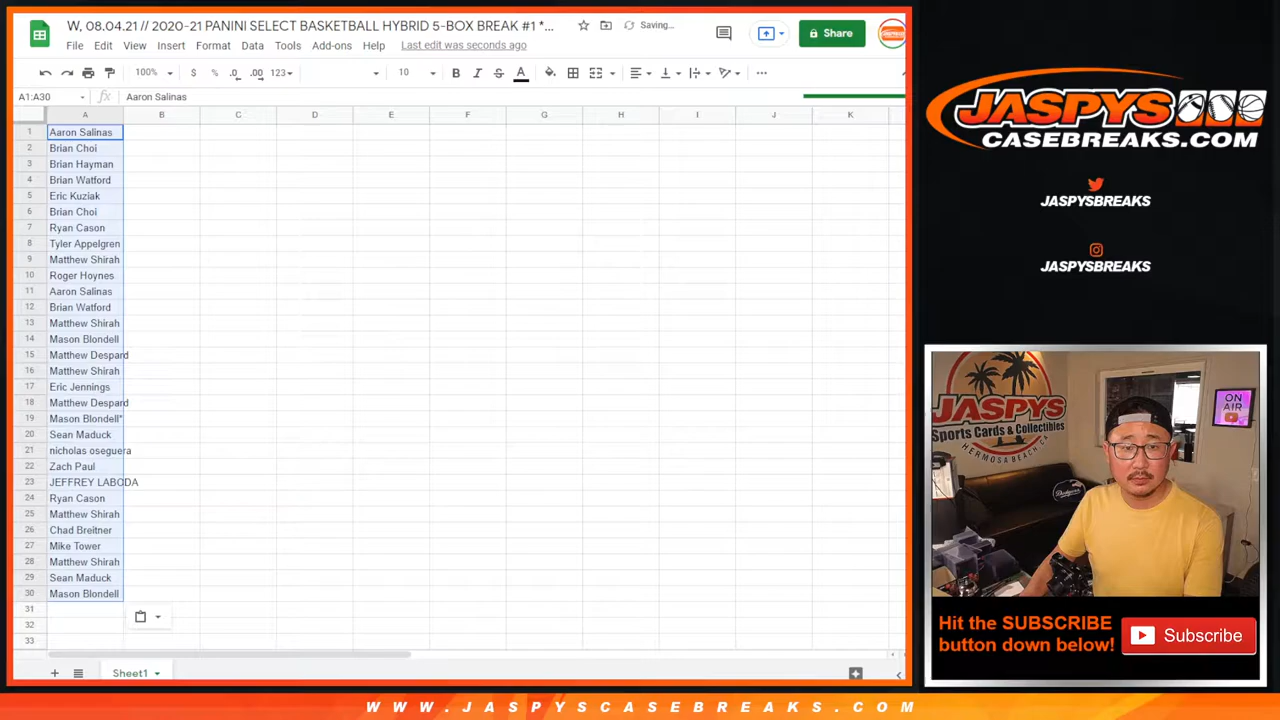 W, 08.04.21 // 2020-21 PANINI SELECT BASKETBALL HYBRID 5-BOX BREAK #1 *...
Saving...
File Edit View Insert Format Data Tools Add-ons Help Last edit was seconds ago
Share
100% $ % .0 .00 123 10 B I S A
A1:A30 fx Aaron Salinas
A B C D E F G H I J K
1 Aaron Salinas
2 Brian Choi
3 Brian Hayman
4 Brian Watford
5 Eric Kuziak
6 Brian Choi
7 Ryan Cason
8 Tyler Appelgren
9 Matthew Shirah
10 Roger Hoynes
11 Aaron Salinas
12 Brian Watford
13 Matthew Shirah
14 Mason Blondell
15 Matthew Despard
16 Matthew Shirah
17 Eric Jennings
18 Matthew Despard
19 Mason Blondell*
20 Sean Maduck
21 nicholas oseguera
22 Zach Paul
23 JEFFREY LABODA
24 Ryan Cason
25 Matthew Shirah
26 Chad Breitner
27 Mike Tower
28 Matthew Shirah
29 Sean Maduck
30 Mason Blondell
31
32
33
Sheet1
JASPYS
CASEBREAKS.COM
JASPYSBREAKS
JASPYSBREAKS
JASPYS
Sports Cards & Collectibles
HERMOSA BEACH CA
ON
AIR
Dodgers
Hit the SUBSCRIBE
button down below!
Subscribe
WWW.JASPYSCASEBREAKS.COM